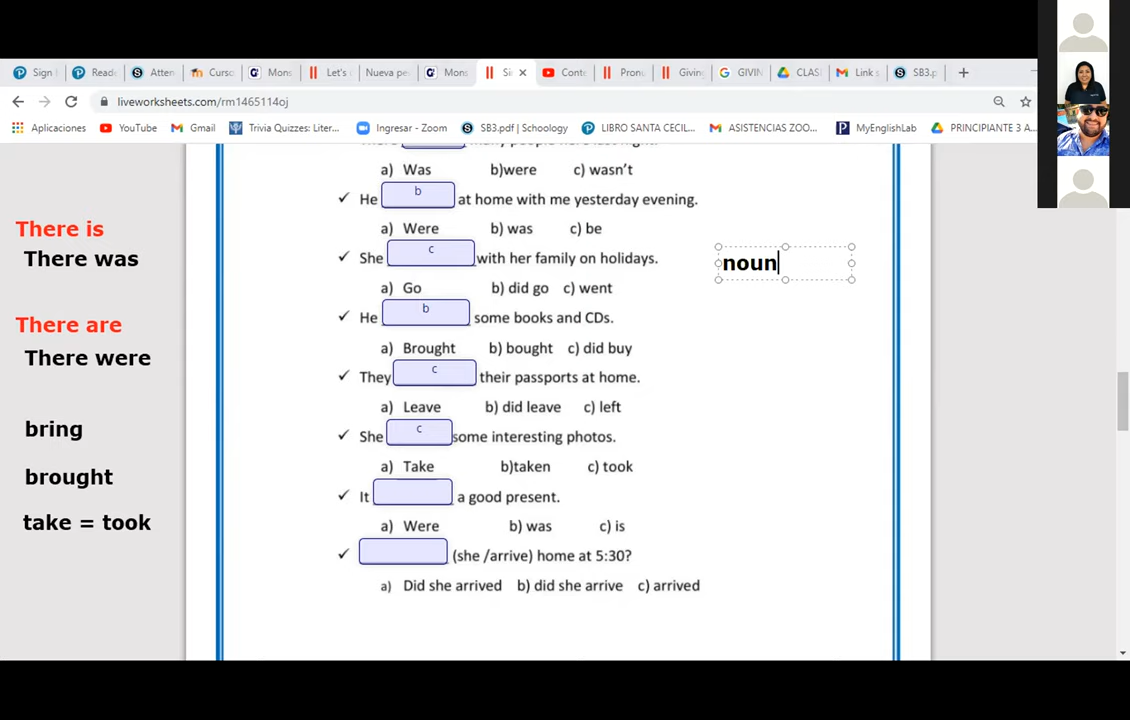 Sign
Reade
Atten
Curso
Mons
Let's
Nueva pe
Mons
Si
Conte
Pronu
Giving
GIVIN
CLAS
Link s
SB3.p
liveworksheets.com/rm1465114oj
Aplicaciones YouTube Gmail Trivia Quizzes: Liter... Ingresar - Zoom SB3.pdf | Schoology LIBRO SANTA CECIL... ASISTENCIAS ZOO... MyEnglishLab PRINCIPIANTE 3 A...
a) Was b)were c) wasn't
He b at home with me yesterday evening.
a) Were b) was c) be
She c with her family on holidays.
a) Go b) did go c) went
He b some books and CDs.
a) Brought b) bought c) did buy
They c their passports at home.
a) Leave b) did leave c) left
She c some interesting photos.
a) Take b)taken c) took
It a good present.
a) Were b) was c) is
(she /arrive) home at 5:30?
a) Did she arrived b) did she arrive c) arrived
There is
There was
There are
There were
bring
brought
take = took
noun